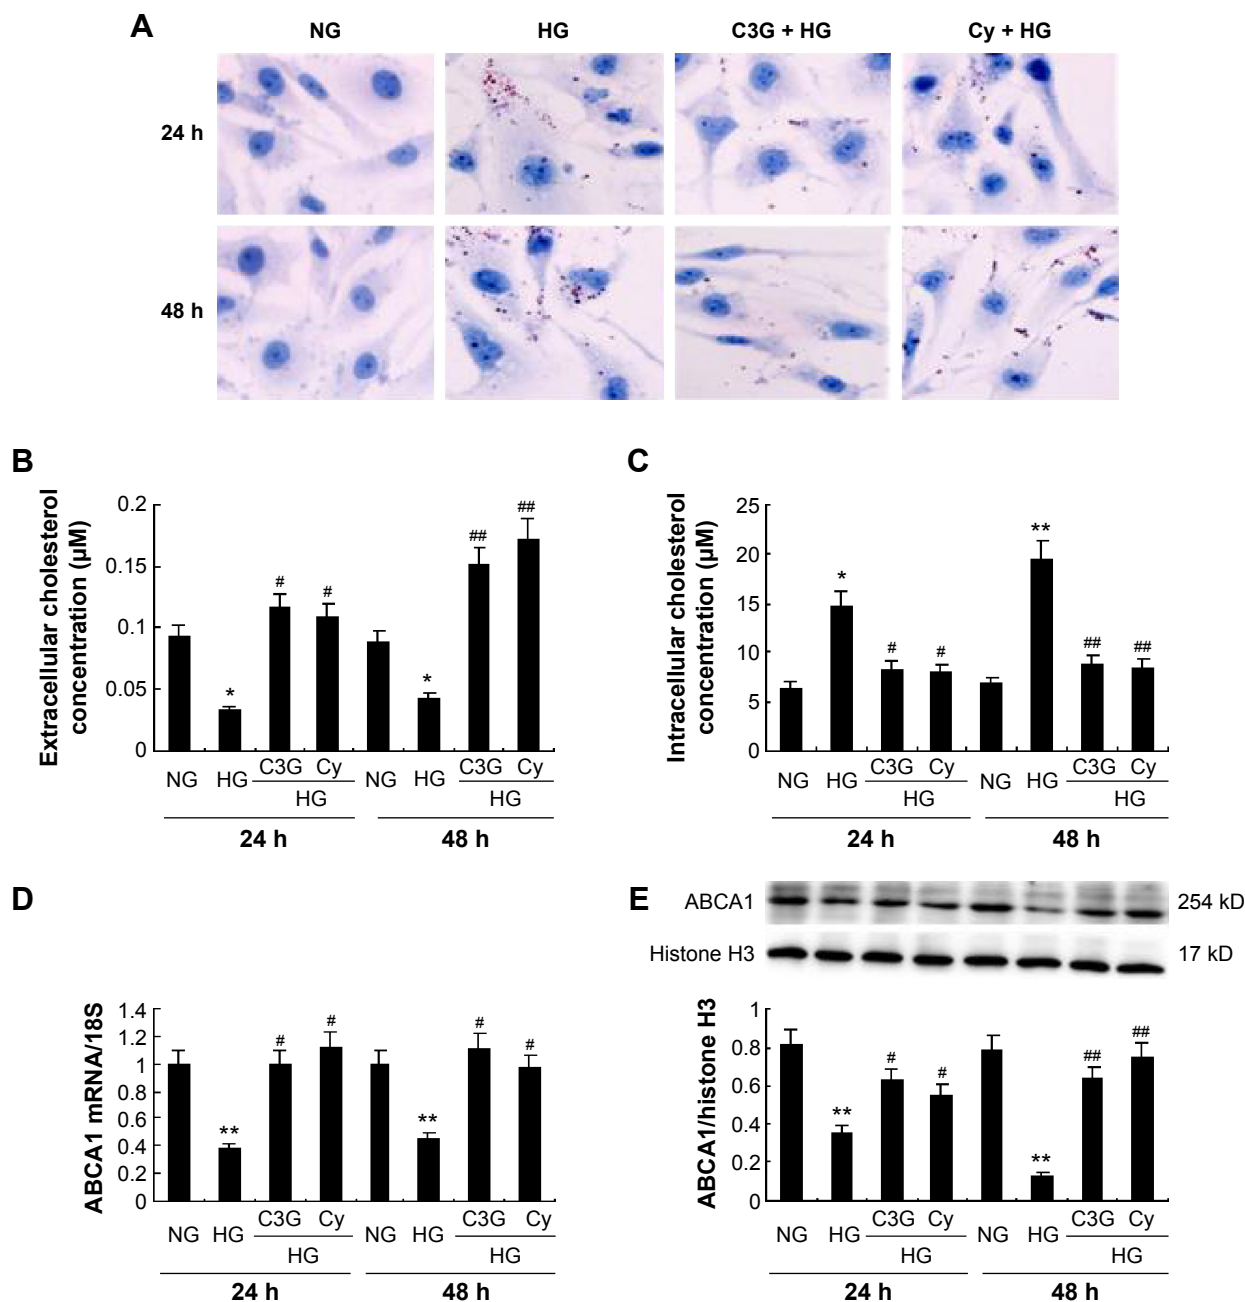 A
NG HG C3G + HG Cy + HG
24 h
48 h
B
Extracellular cholesterol
concentration (µM)
0.2
0.15
0.1
0.05
0
* # # * ## ##
NG HG C3G Cy NG HG C3G Cy
HG HG
24 h 48 h
C
Intracellular cholesterol
concentration (µM)
25
20
15
10
5
0
* # # ** ## ##
NG HG C3G Cy NG HG C3G Cy
HG HG
24 h 48 h
D
ABCA1 mRNA/18S
1.4
1.2
1
0.8
0.6
0.4
0.2
0
** # # ** # #
NG HG C3G Cy NG HG C3G Cy
HG HG
24 h 48 h
E
ABCA1 254 kD
Histone H3 17 kD
ABCA1/histone H3
1
0.8
0.6
0.4
0.2
0
** # # ** ## ##
NG HG C3G Cy NG HG C3G Cy
HG HG
24 h 48 h